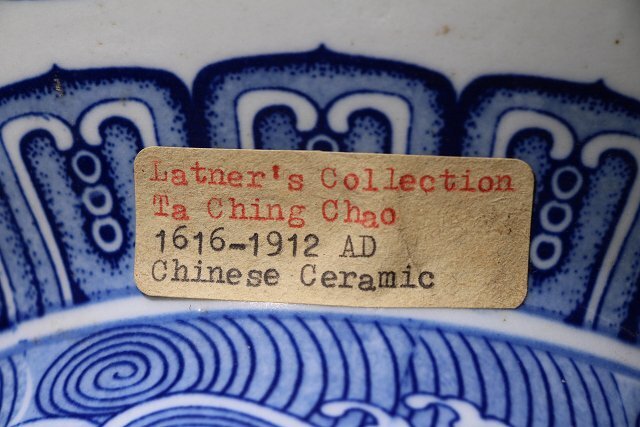 Latner's Collection
Ta Ching Chao
1616-1912 AD
Chinese Ceramic